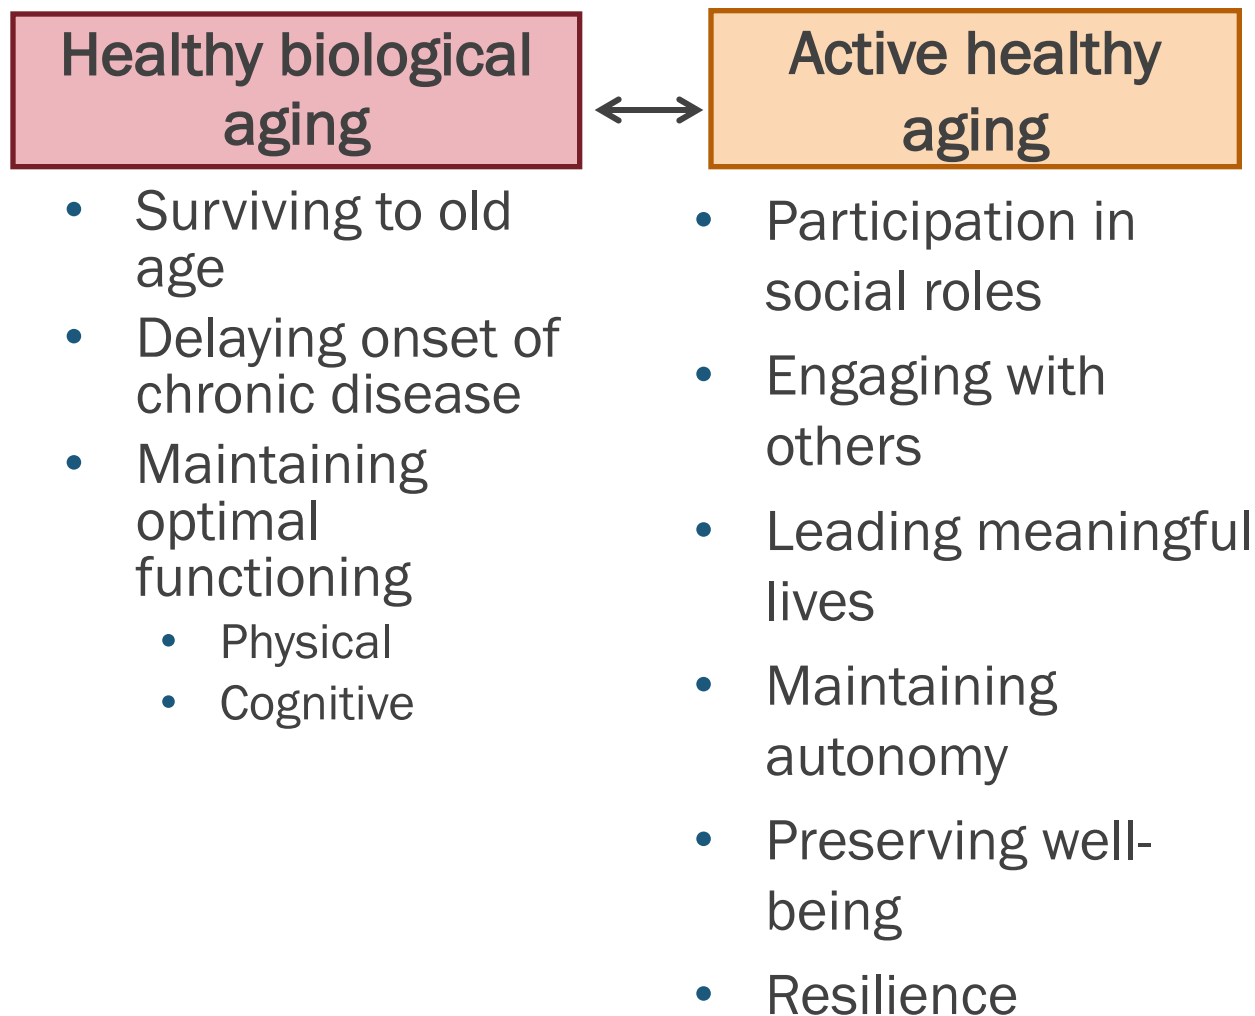 Healthy biological
aging
• Surviving to old
age
• Delaying onset of
chronic disease
• Maintaining
optimal
functioning
• Physical
• Cognitive
Active healthy
aging
• Participation in
social roles
• Engaging with
others
• Leading meaningful
lives
• Maintaining
autonomy
• Preserving well-
being
• Resilience